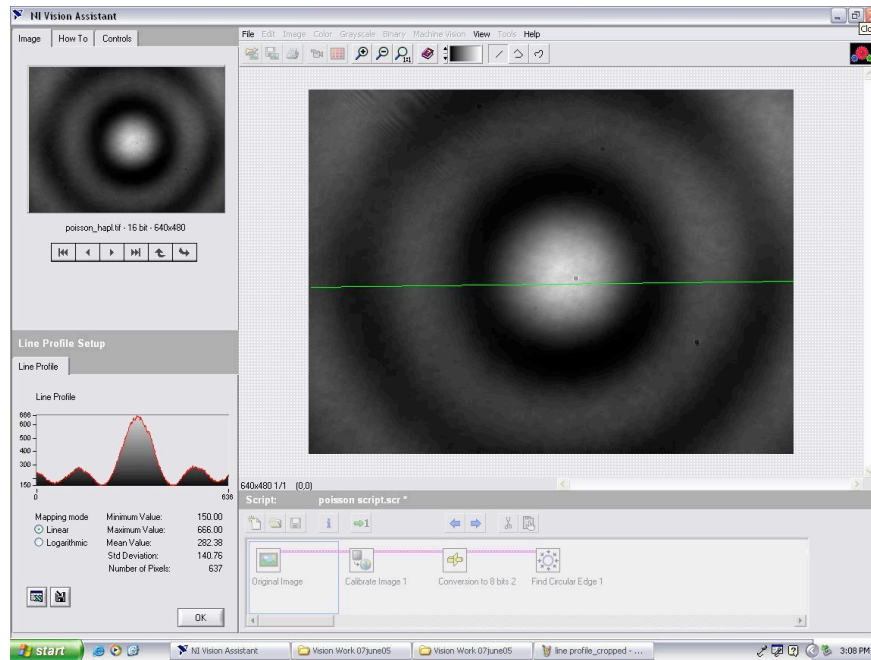 NI Vision Assistant
Clo
Image How To Controls
File Edit Image Color Grayscale Binary Machine Vision View Tools Help
1:1
poisson_hapl.tif - 16 bit - 640x480
Line Profile Setup
Line Profile
Line Profile
666
600
500
400
300
150
0 636
640x480 1/1 (0,0)
Script: poisson script.scr *
1
Mapping mode Minimum Value: 150.00
Linear Maximum Value: 666.00
Logarithmic Mean Value: 282.38
Std Deviation: 140.76
Number of Pixels: 637
OK
Original Image Calibrate Image 1 Conversion to 8 bits 2 Find Circular Edge 1
start NI Vision Assistant Vision Work 07june05 Vision Work 07june05 line profile_cropped - ... 3:08 PM